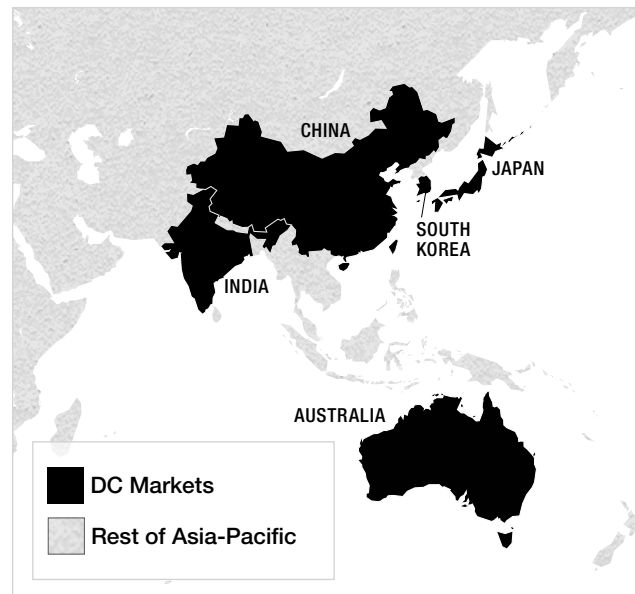 CHINA
JAPAN
SOUTH
KOREA
INDIA
AUSTRALIA
DC Markets
Rest of Asia-Pacific